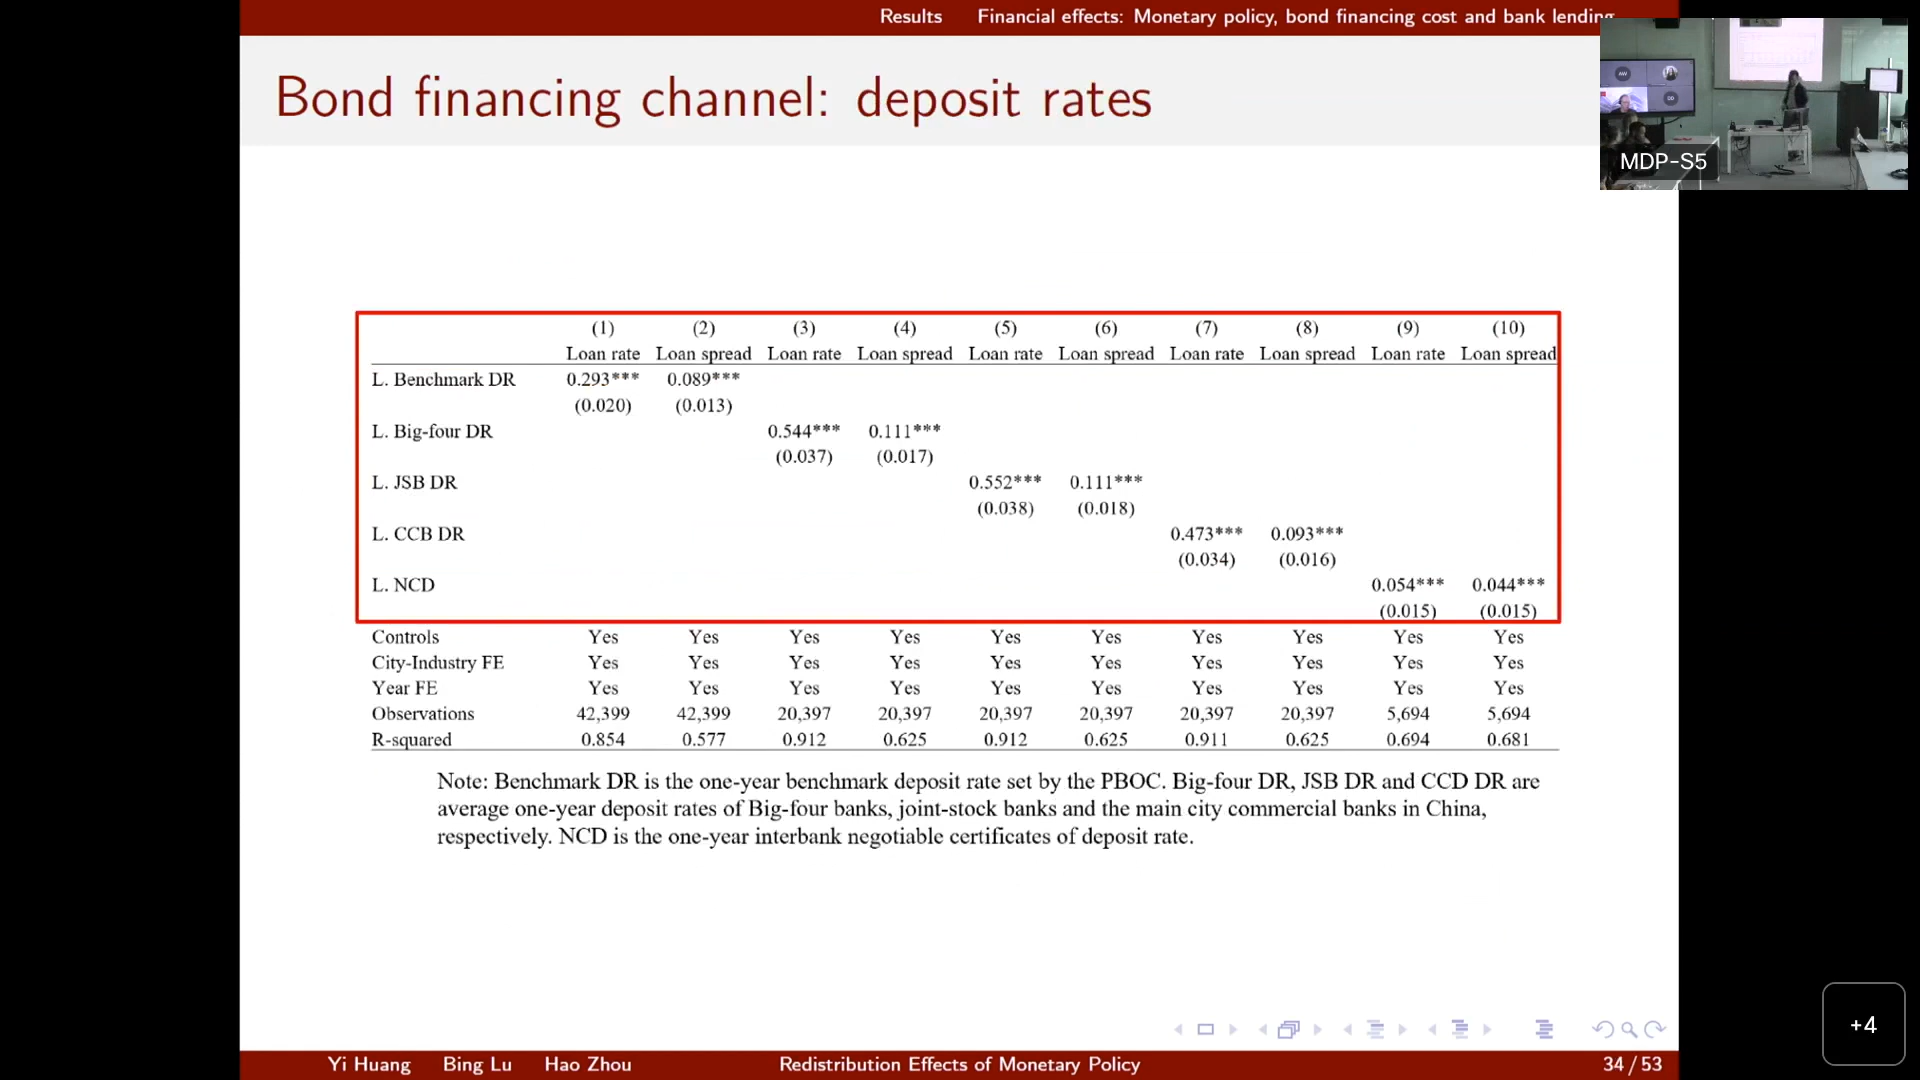 Results Financial effects: Monetary policy, bond financing cost and bank lending
Bond financing channel: deposit rates
MDP-S5
(1) (2) (3) (4) (5) (6) (7) (8) (9) (10)
Loan rate Loan spread Loan rate Loan spread Loan rate Loan spread Loan rate Loan spread Loan rate Loan spread
L. Benchmark DR 0.293*** 0.089***
(0.020) (0.013)
L. Big-four DR 0.544*** 0.111***
(0.037) (0.017)
L. JSB DR 0.552*** 0.111***
(0.038) (0.018)
L. CCB DR 0.473*** 0.093***
(0.034) (0.016)
L. NCD 0.054*** 0.044***
(0.015) (0.015)
Controls Yes Yes Yes Yes Yes Yes Yes Yes Yes Yes
City-Industry FE Yes Yes Yes Yes Yes Yes Yes Yes Yes Yes
Year FE Yes Yes Yes Yes Yes Yes Yes Yes Yes Yes
Observations 42,399 42,399 20,397 20,397 20,397 20,397 20,397 20,397 5,694 5,694
R-squared 0.854 0.577 0.912 0.625 0.912 0.625 0.911 0.625 0.694 0.681
Note: Benchmark DR is the one-year benchmark deposit rate set by the PBOC. Big-four DR, JSB DR and CCD DR are
average one-year deposit rates of Big-four banks, joint-stock banks and the main city commercial banks in China,
respectively. NCD is the one-year interbank negotiable certificates of deposit rate.
+4
Yi Huang Bing Lu Hao Zhou Redistribution Effects of Monetary Policy 34 / 53